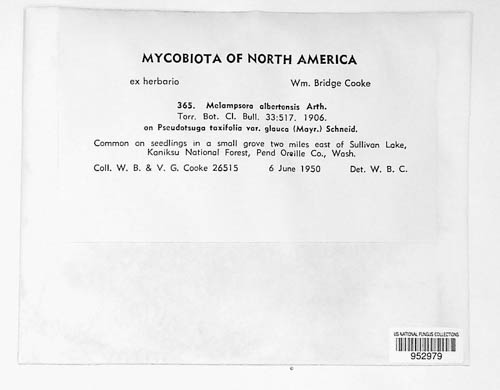 MYCOBIOTA OF NORTH AMERICA
ex herbario Wm. Bridge Cooke
365. Melampsora albertensis Arth.
Torr. Bot. Cl. Bull. 33:517. 1906.
on Pseudotsuga taxifolia var. glauca (Mayr.) Schneid.
Common on seedlings in a small grove two miles east of Sullivan Lake,
Kaniksu National Forest, Pend Oreille Co., Wash.
Coll. W. B. & V. G. Cooke 26515 6 June 1950 Det. W. B. C.
US NATIONAL FUNGUS COLLECTIONS
952979